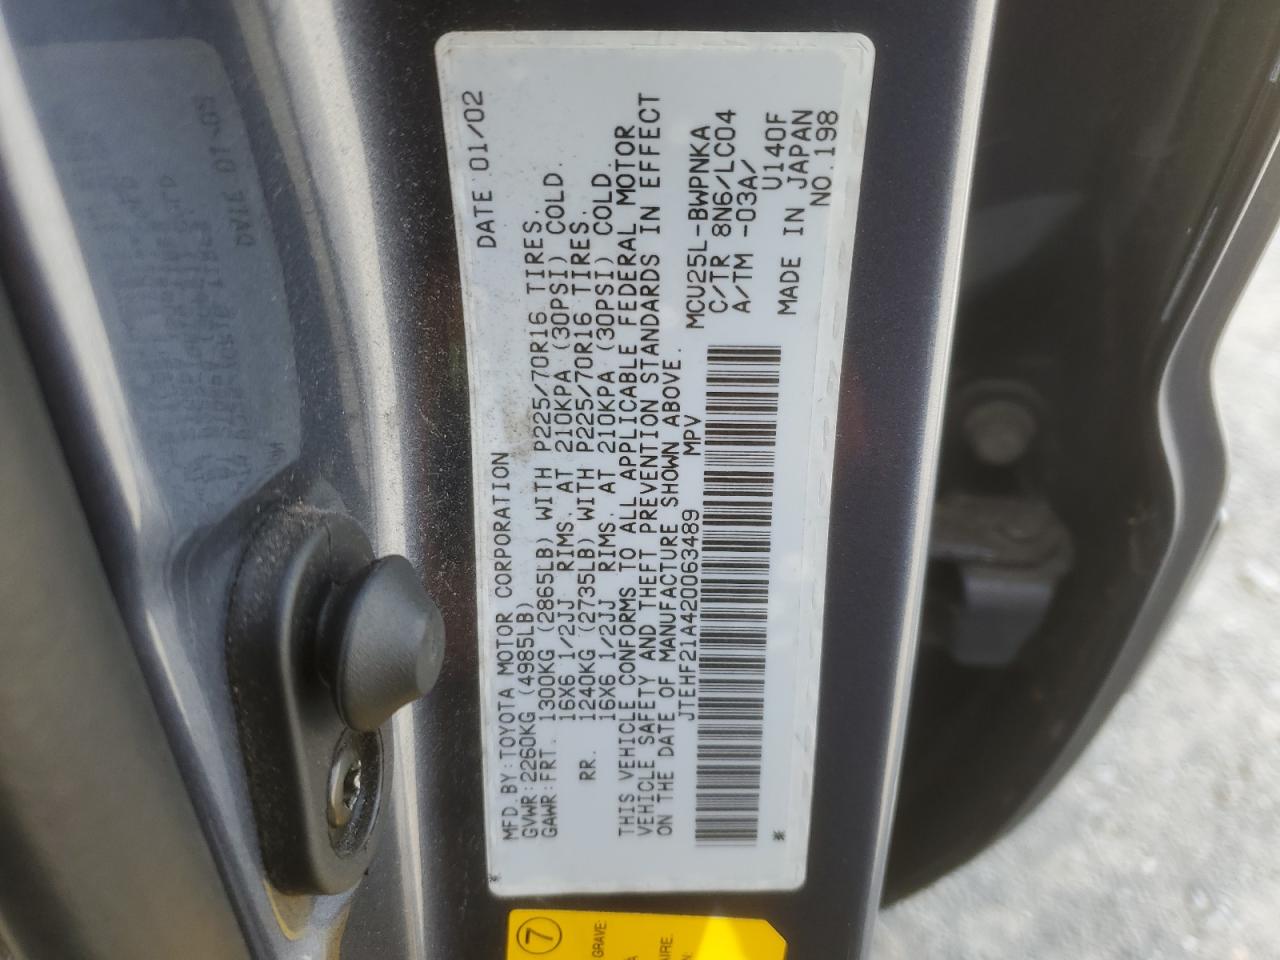 MFD.BY:TOYOTA MOTOR CORPORATION DATE 01/02
GVWR:2260KG(4985LB)
GAWR:FRT. 1300KG(2865LB) WITH P225/70R16 TIRES.
16X6 1/2JJ RIMS. AT 210KPA (30PSI) COLD.
RR. 1240KG(2735LB) WITH P225/70R16 TIRES.
16X6 1/2JJ RIMS. AT 210KPA (30PSI) COLD.
THIS VEHICLE CONFORMS TO ALL APPLICABLE FEDERAL MOTOR
VEHICLE SAFETY AND THEFT PREVENTION STANDARDS IN EFFECT
ON THE DATE OF MANUFACTURE SHOWN ABOVE.
JTEHF21A420063489 MPV
MCU25L-BWPNKA
C/TR 8N6/LC04
A/TM -03A/ U140F
MADE IN JAPAN
NO.198
7
GRAVE